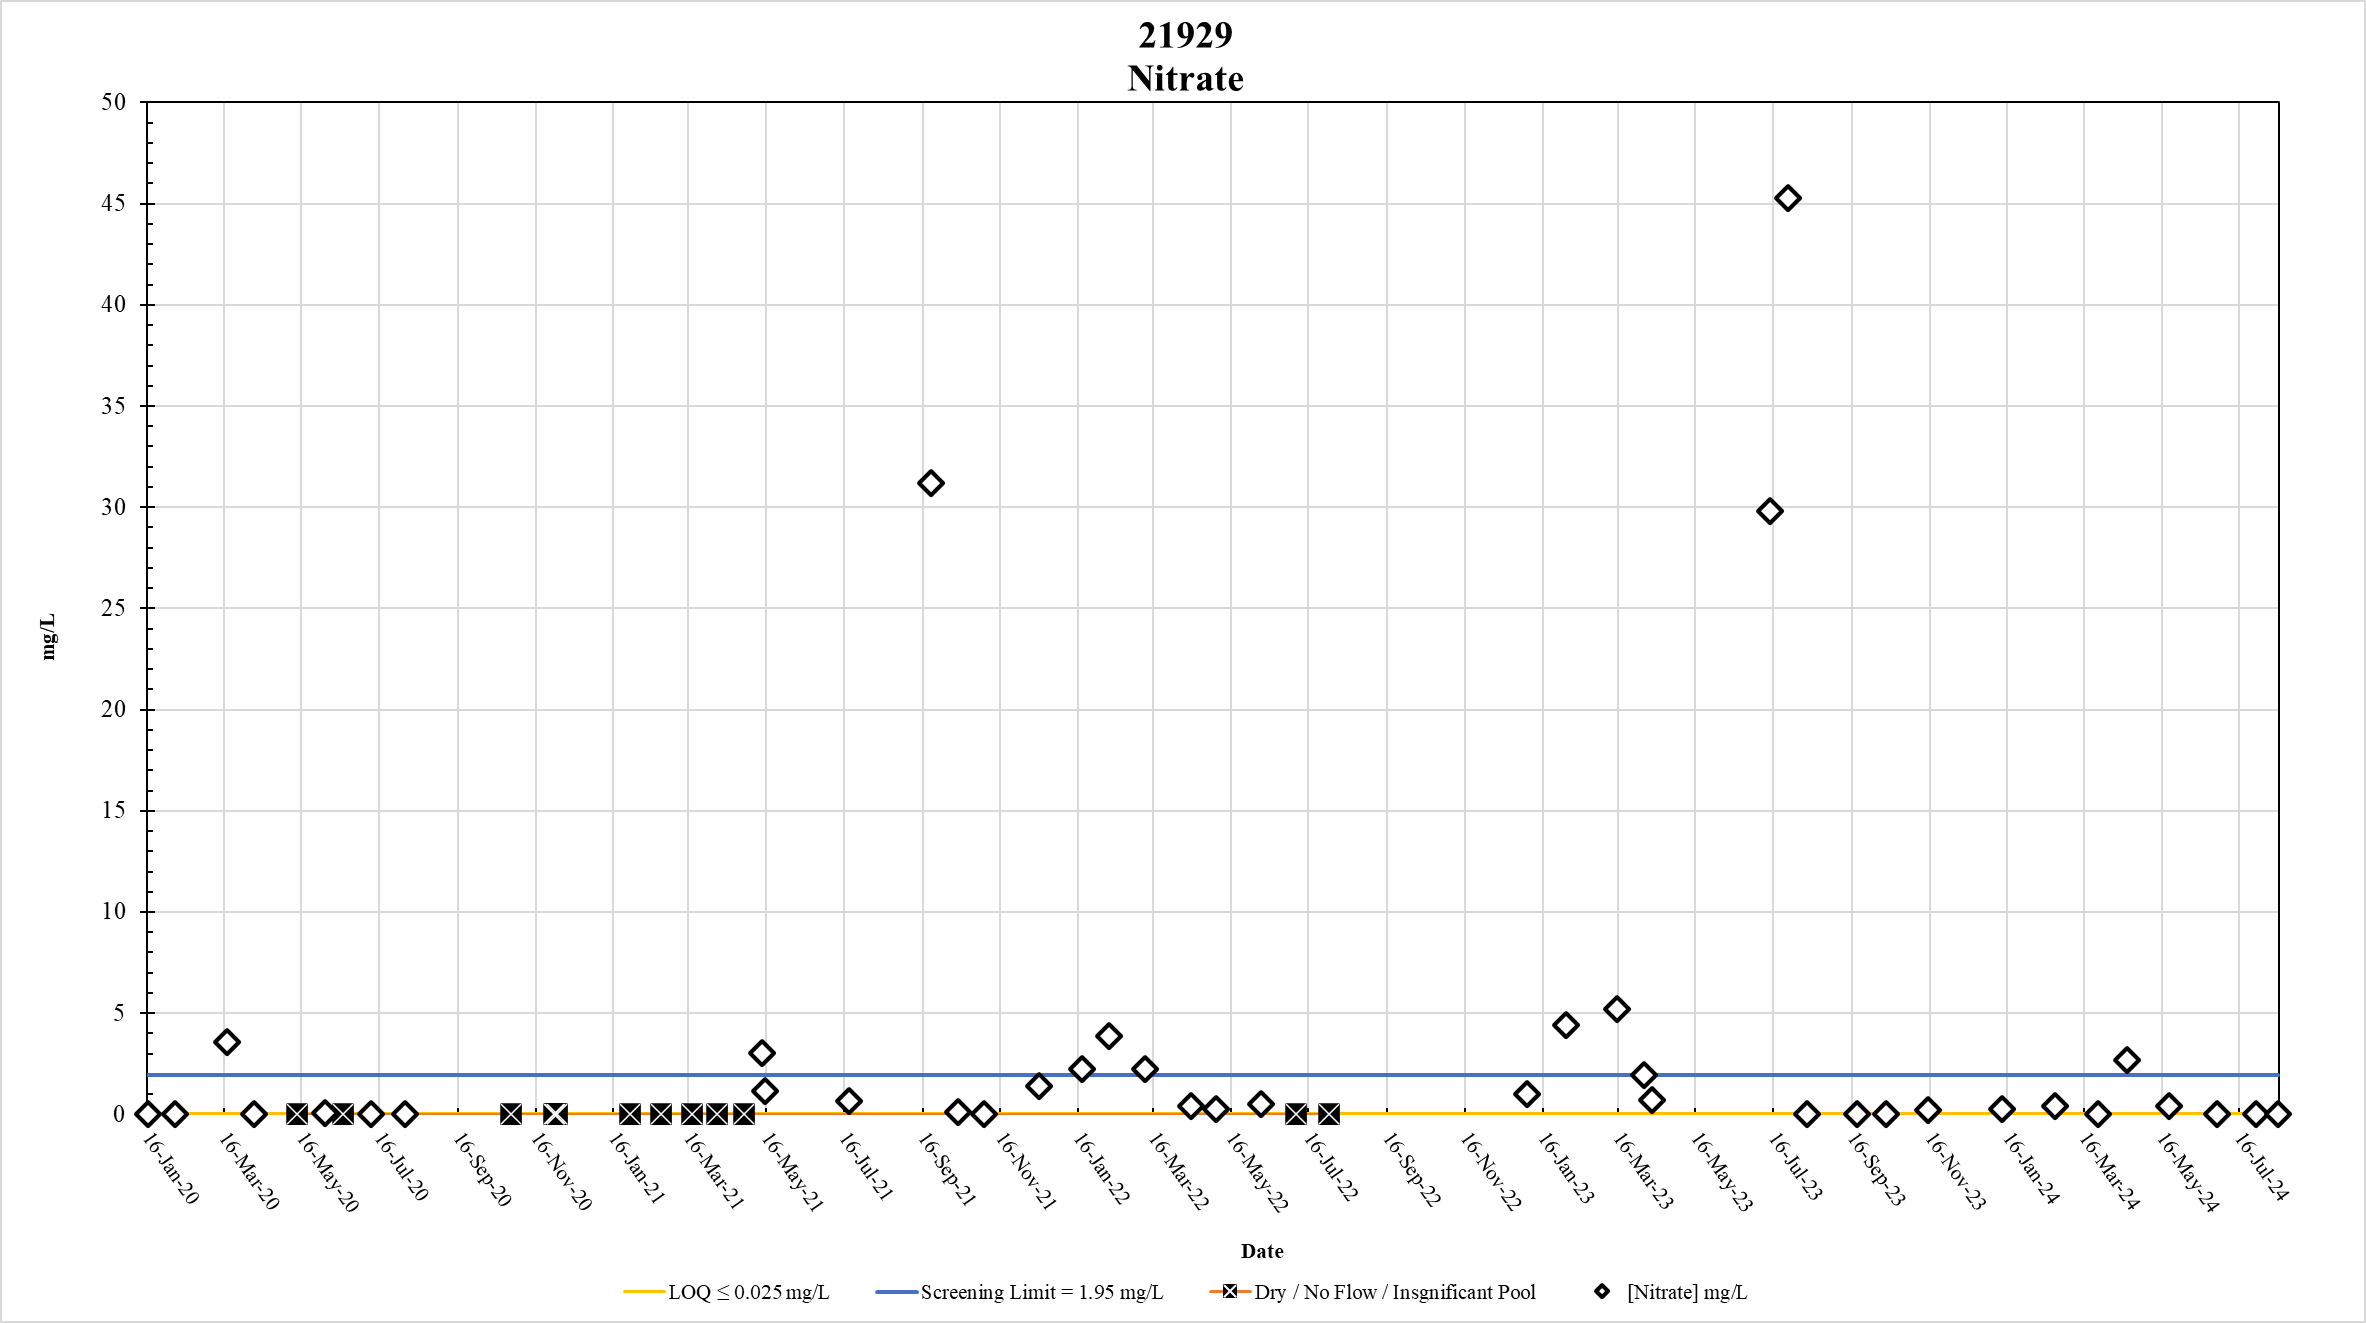 21929
Nitrate
50
45
40
35
30
25
20
15
10
5
0
mg/L
16-Jan-20
16-Mar-20
16-May-20
16-Jul-20
16-Sep-20
16-Nov-20
16-Jan-21
16-Mar-21
16-May-21
16-Jul-21
16-Sep-21
16-Nov-21
16-Jan-22
16-Mar-22
16-May-22
16-Jul-22
16-Sep-22
16-Nov-22
16-Jan-23
16-Mar-23
16-May-23
16-Jul-23
16-Sep-23
16-Nov-23
16-Jan-24
16-Mar-24
16-May-24
16-Jul-24
Date
LOQ ≤ 0.025 mg/L
Screening Limit = 1.95 mg/L
Dry / No Flow / Insgnificant Pool
[Nitrate] mg/L